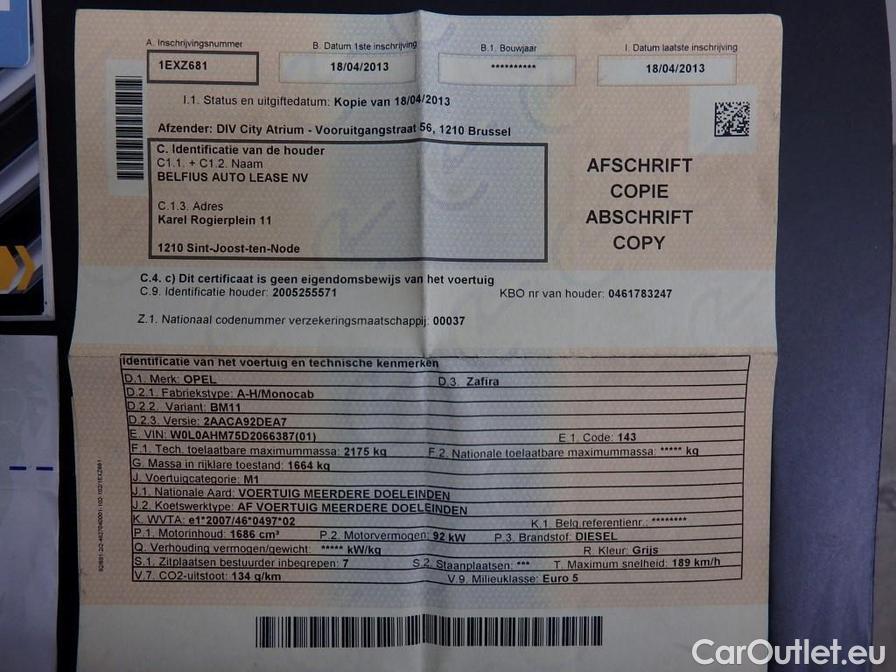 A. Inschrijvingsnummer B. Datum 1ste inschrijving B.1. Bouwjaar I. Datum laatste inschrijving
1EXZ681 18/04/2013 ********** 18/04/2013
I.1. Status en uitgiftedatum: Kopie van 18/04/2013
Afzender: DIV City Atrium - Vooruitgangstraat 56, 1210 Brussel
C. Identificatie van de houder
C1.1. + C1.2. Naam
BELFIUS AUTO LEASE NV
C.1.3. Adres
Karel Rogierplein 11
1210 Sint-Joost-ten-Node
AFSCHRIFT
COPIE
ABSCHRIFT
COPY
C.4. c) Dit certificaat is geen eigendomsbewijs van het voertuig
C.9. Identificatie houder: 2005255571 KBO nr van houder: 0461783247
Z.1. Nationaal codenummer verzekeringsmaatschappij: 00037
Identificatie van het voertuig en technische kenmerken
D.1. Merk: OPEL D.3. Zafira
D.2.1. Fabriekstype: A-H/Monocab
D.2.2. Variant: BM11
D.2.3. Versie: 2AACA92DEA7
E. VIN: W0L0AHM75D2066387(01) E.1. Code: 143
F.1. Tech. toelaatbare maximummassa: 2175 kg F.2. Nationale toelaatbare maximummassa: ***** kg
G. Massa in rijklare toestand: 1664 kg
J. Voertuigcategorie: M1
J.1. Nationale Aard: VOERTUIG MEERDERE DOELEINDEN
J.2. Koetswerktype: AF VOERTUIG MEERDERE DOELEINDEN
K. WVTA: e1*2007/46*0497*02 K.1. Belg.referentienr.: ********
P.1. Motorinhoud: 1686 cm³ P.2. Motorvermogen: 92 kW P.3. Brandstof: DIESEL
Q. Verhouding vermogen/gewicht: ***** kW/kg R. Kleur: Grijs
S.1. Zitplaatsen bestuurder inbegrepen: 7 S.2. Staanplaatsen: *** T. Maximum snelheid: 189 km/h
V.7. CO2-uitstoot: 134 g/km V.9. Milieuklasse: Euro 5
CarOutlet.eu